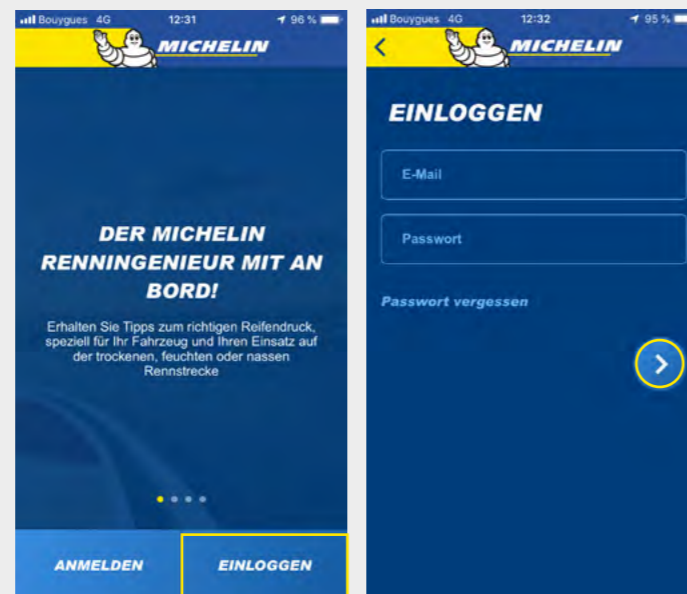 Bouygues 4G 12:31 96 %
MICHELIN
DER MICHELIN
RENNINGENIEUR MIT AN
BORD!
Erhalten Sie Tipps zum richtigen Reifendruck,
speziell für Ihr Fahrzeug und Ihren Einsatz auf
der trockenen, feuchten oder nassen
Rennstrecke
ANMELDEN
EINLOGGEN
Bouygues 4G 12:32 95 %
MICHELIN
EINLOGGEN
E-Mail
Passwort
Passwort vergessen